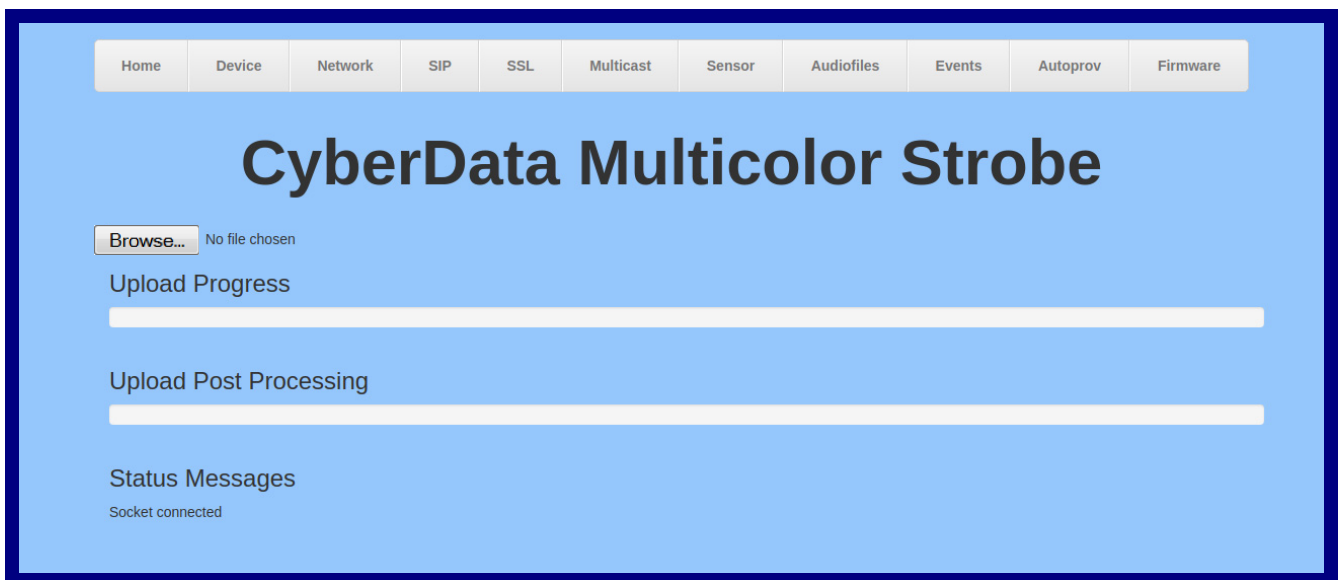 Home Device Network SIP SSL Multicast Sensor Audiofiles Events Autoprov Firmware
CyberData Multicolor Strobe
Browse... No file chosen
Upload Progress
Upload Post Processing
Status Messages
Socket connected